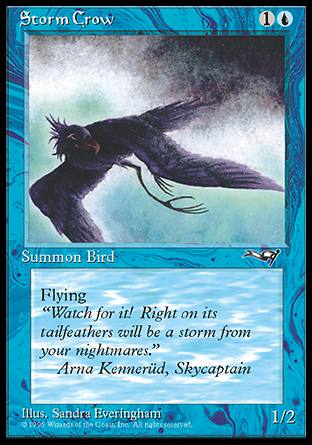 Storm Crow 1
Summon Bird
Flying
“Watch for it! Right on its
tailfeathers will be a storm from
your nightmares.”
Arna Kennerüd, Skycaptain
Illus. Sandra Everingham
© 1996 Wizards of the Coast, Inc. All rights reserved.
1/2